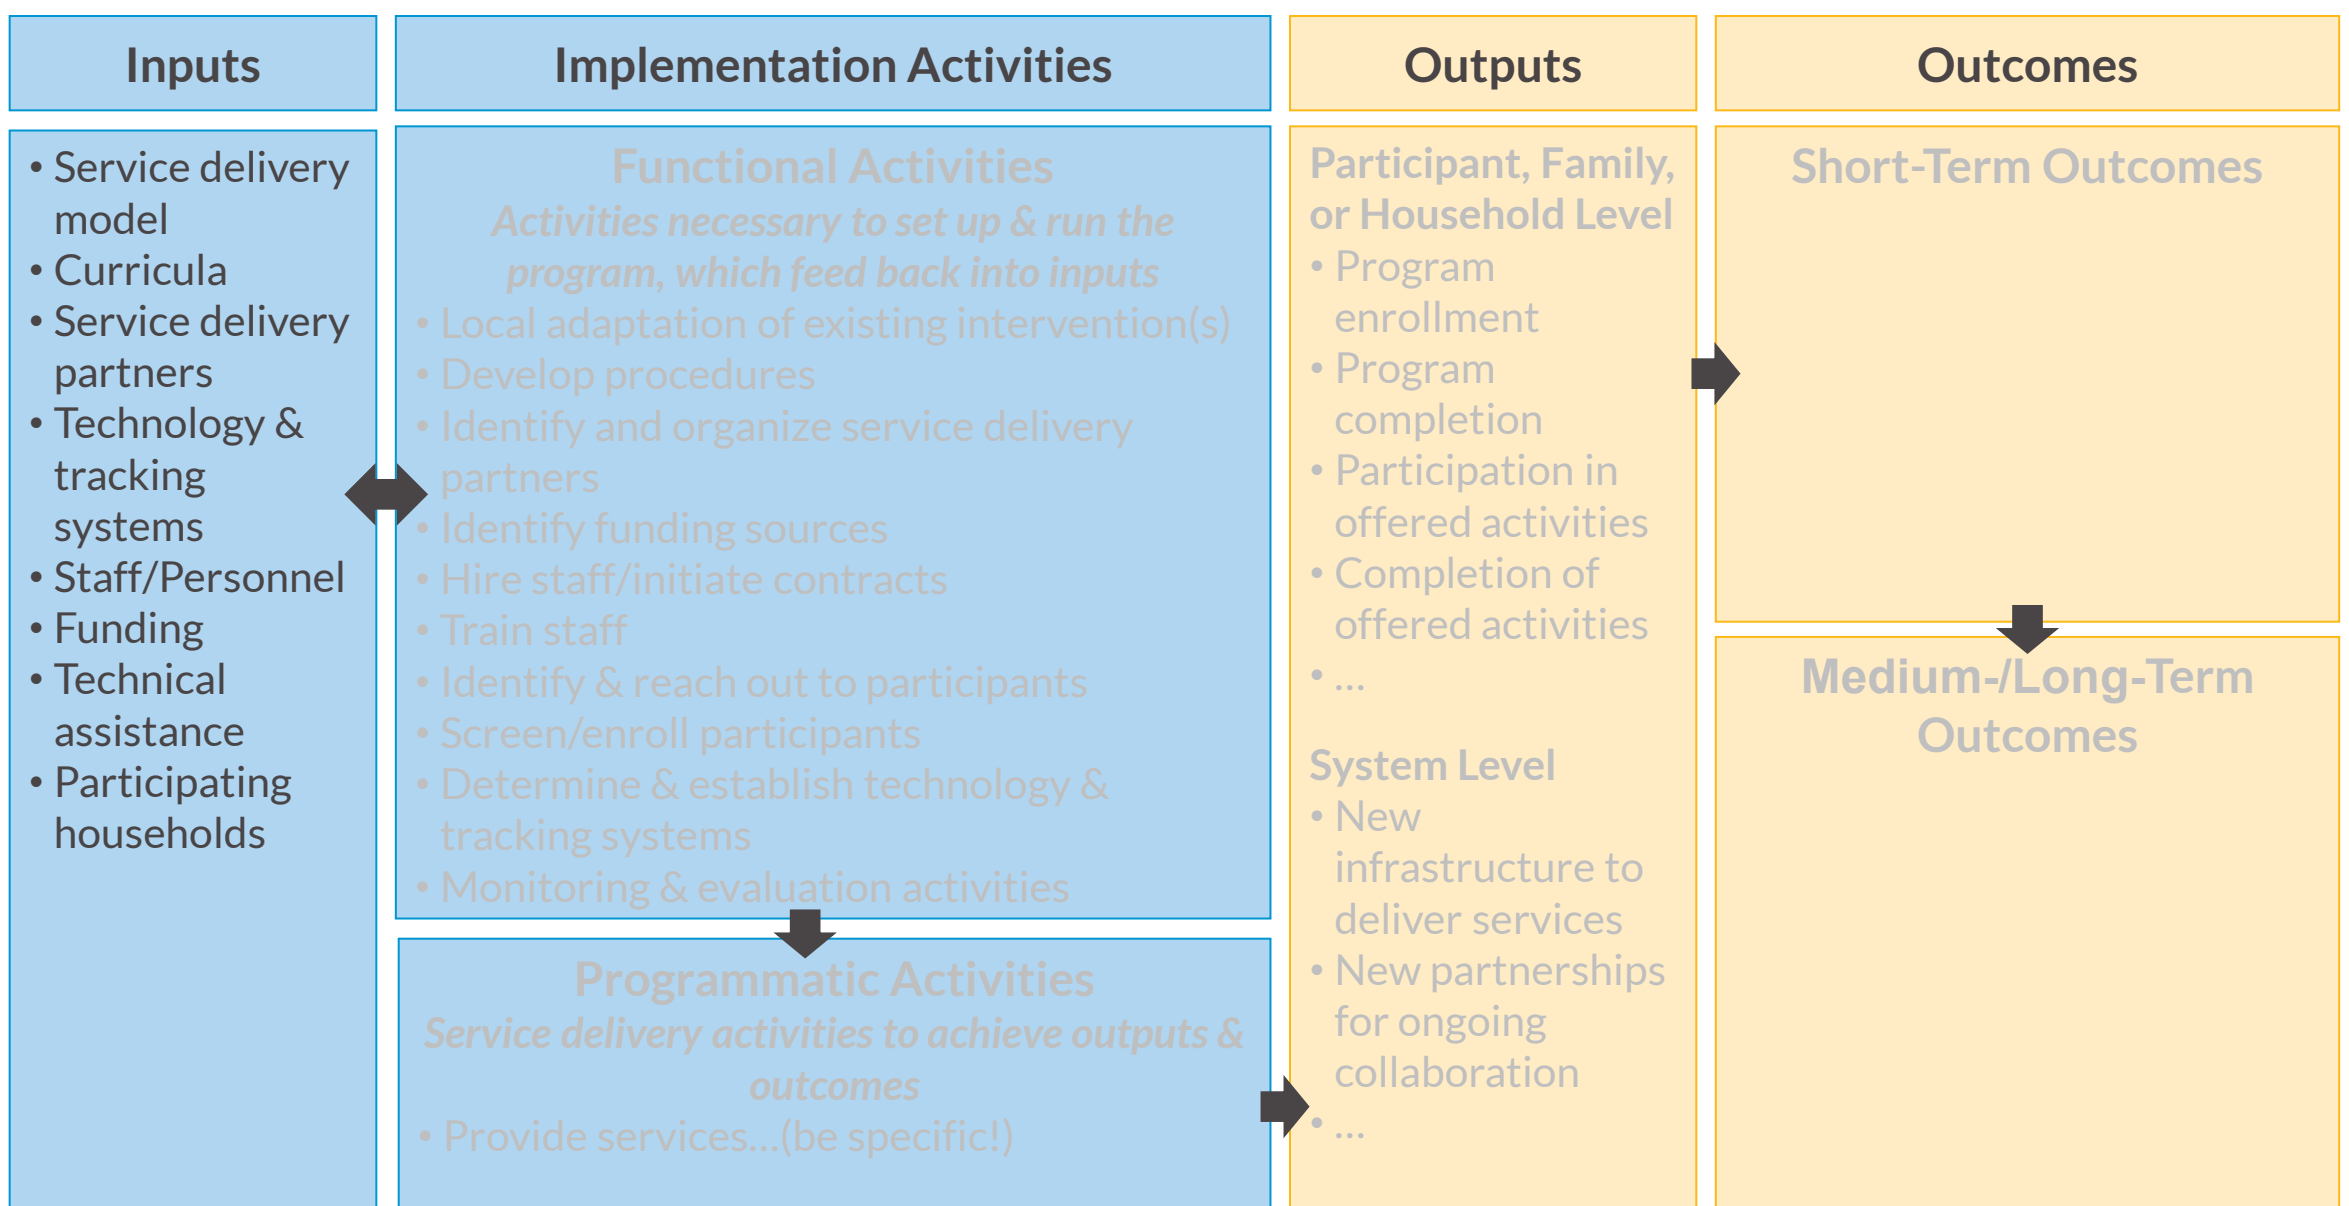 Inputs
Implementation Activities
Outputs
Outcomes
• Service delivery
model
• Curricula
• Service delivery
partners
• Technology &
tracking
systems
• Staff/Personnel
• Funding
• Technical
assistance
• Participating
households
Functional Activities
Activities necessary to set up & run the
program, which feed back into inputs
• Local adaptation of existing intervention(s)
• Develop procedures
• Identify and organize service delivery
partners
• Identify funding sources
• Hire staff/initiate contracts
• Train staff
• Identify & reach out to participants
• Screen/enroll participants
• Determine & establish technology &
tracking systems
• Monitoring & evaluation activities
Programmatic Activities
Service delivery activities to achieve outputs &
outcomes
• Provide services...(be specific!)
Participant, Family,
or Household Level
• Program
enrollment
• Program
completion
• Participation in
offered activities
• Completion of
offered activities
• ...
System Level
• New
infrastructure to
deliver services
• New partnerships
for ongoing
collaboration
• ...
Short-Term Outcomes
Medium-/Long-Term
Outcomes